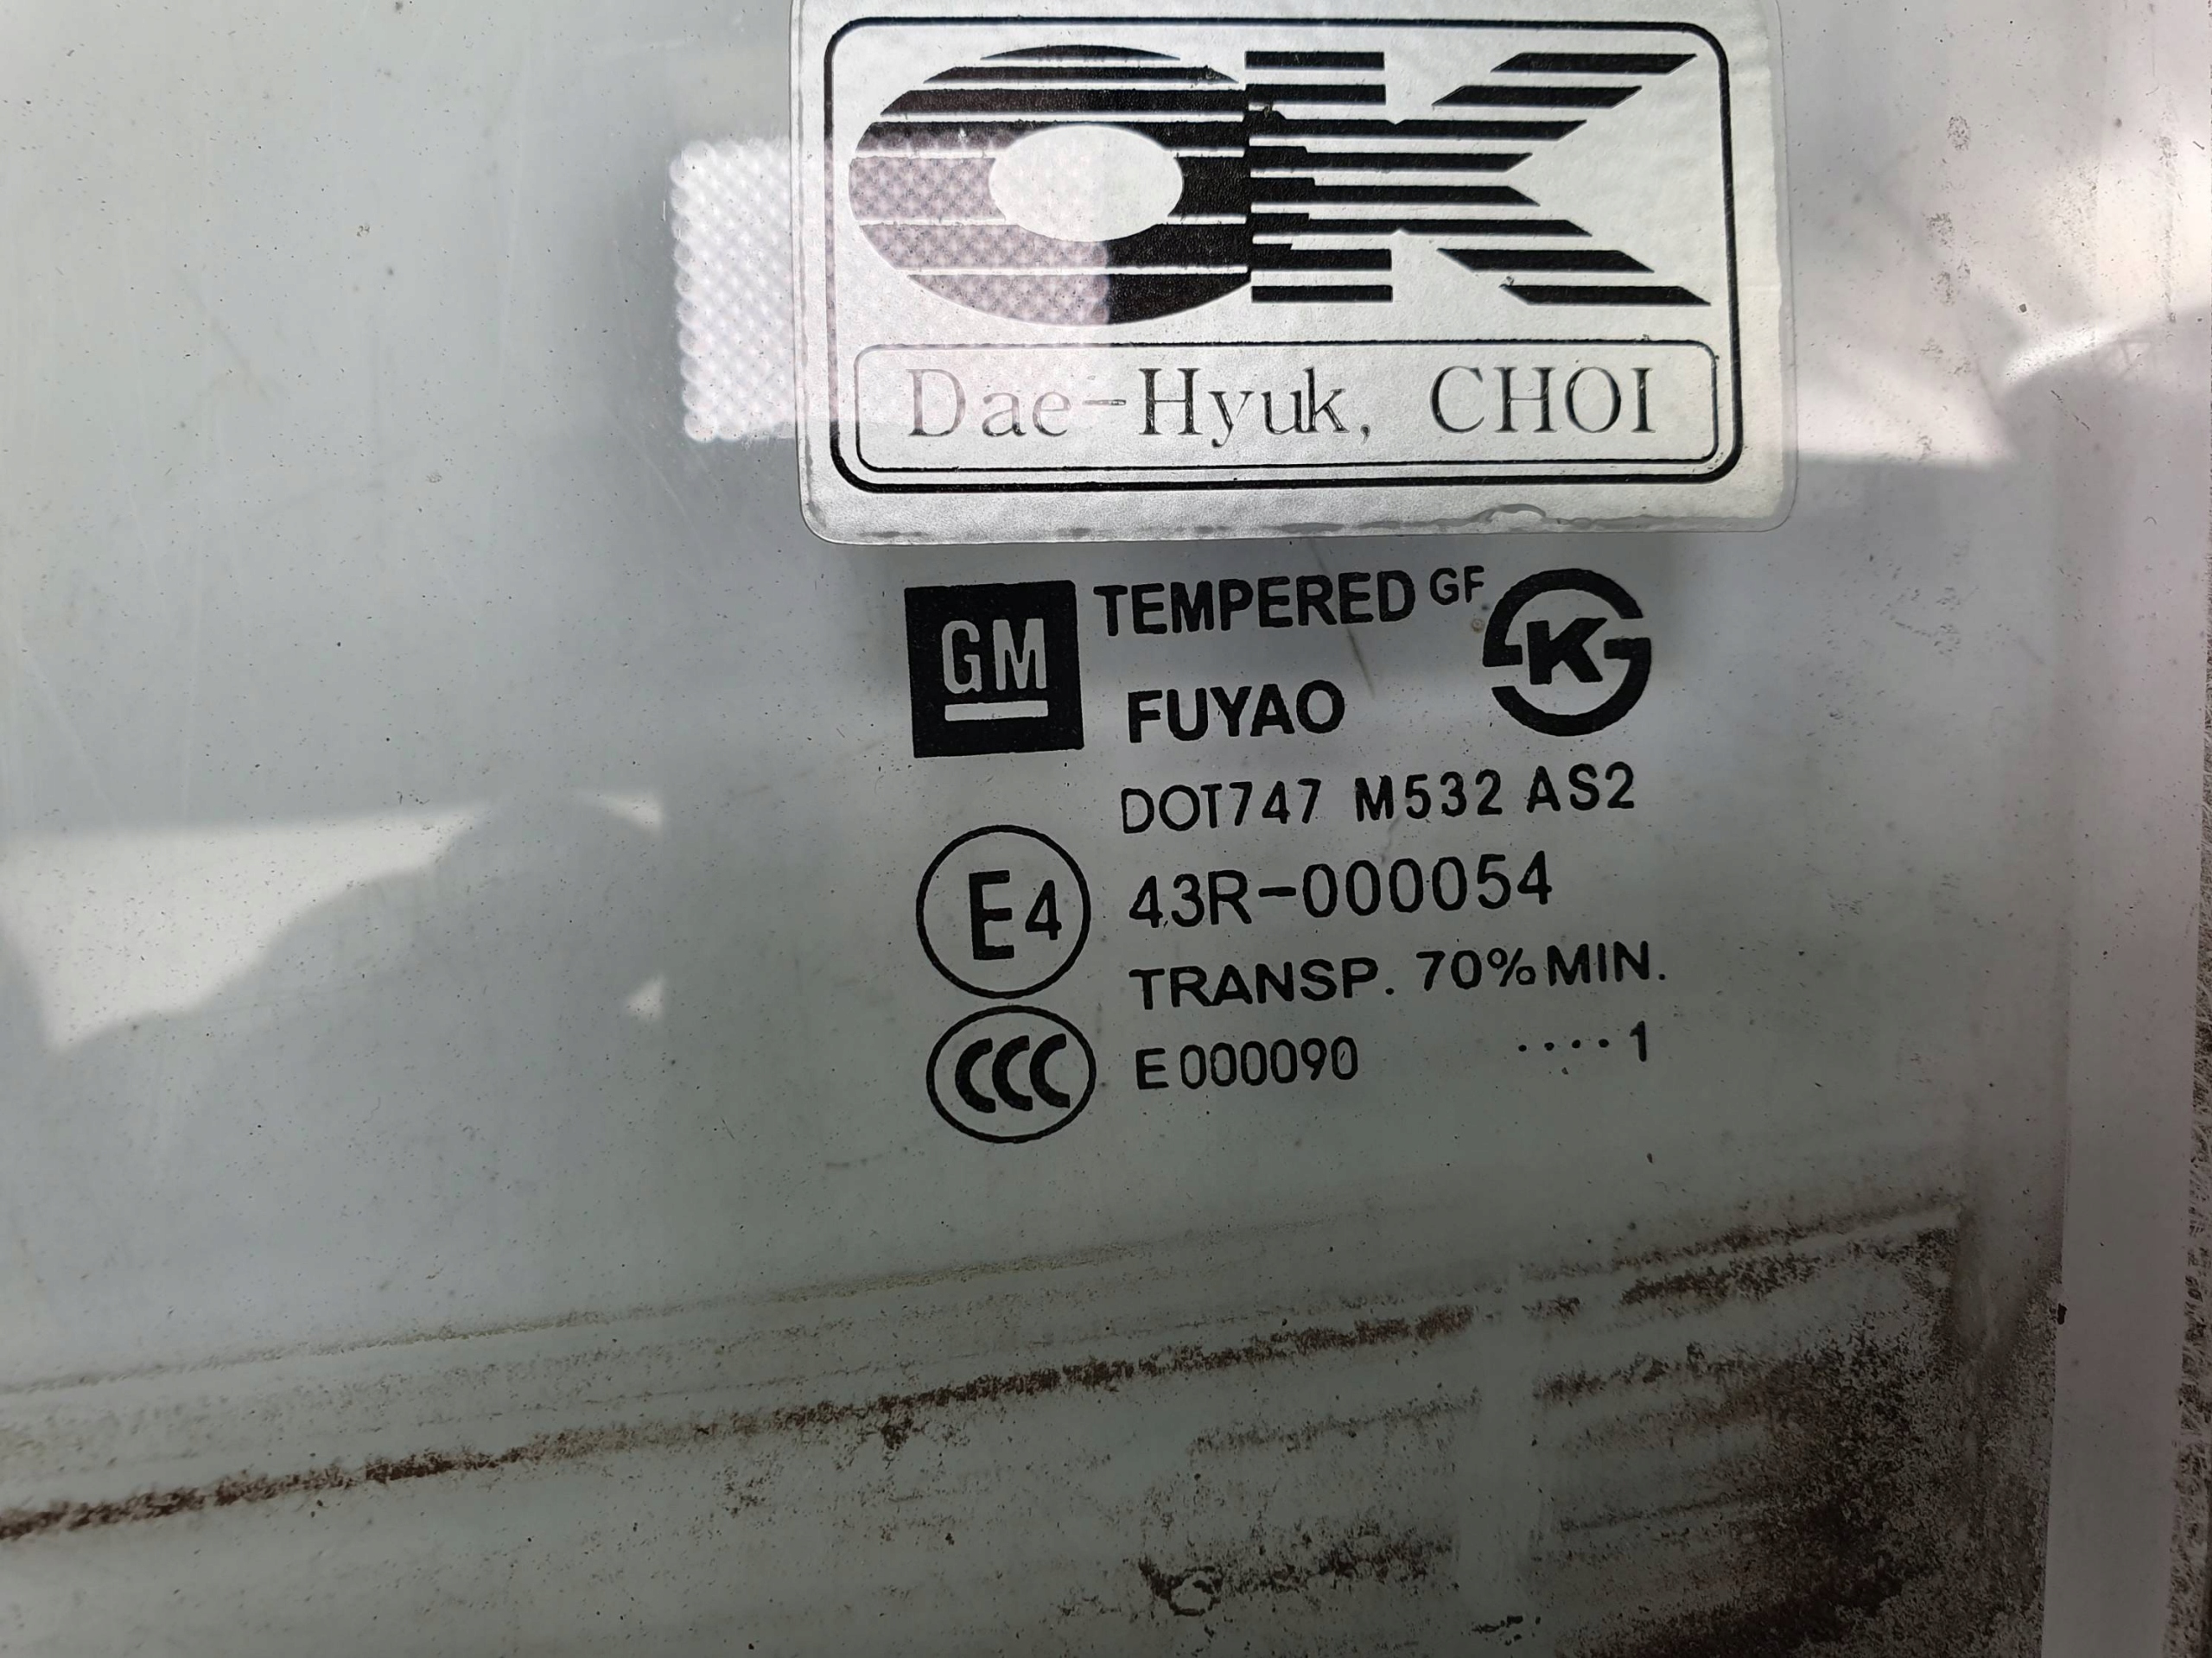 OK
Dae-Hyuk, CHOI
GM TEMPERED GF K
FUYAO
DOT747 M532 AS2
E4 43R-000054
TRANSP. 70% MIN.
CCC E000090 ····1